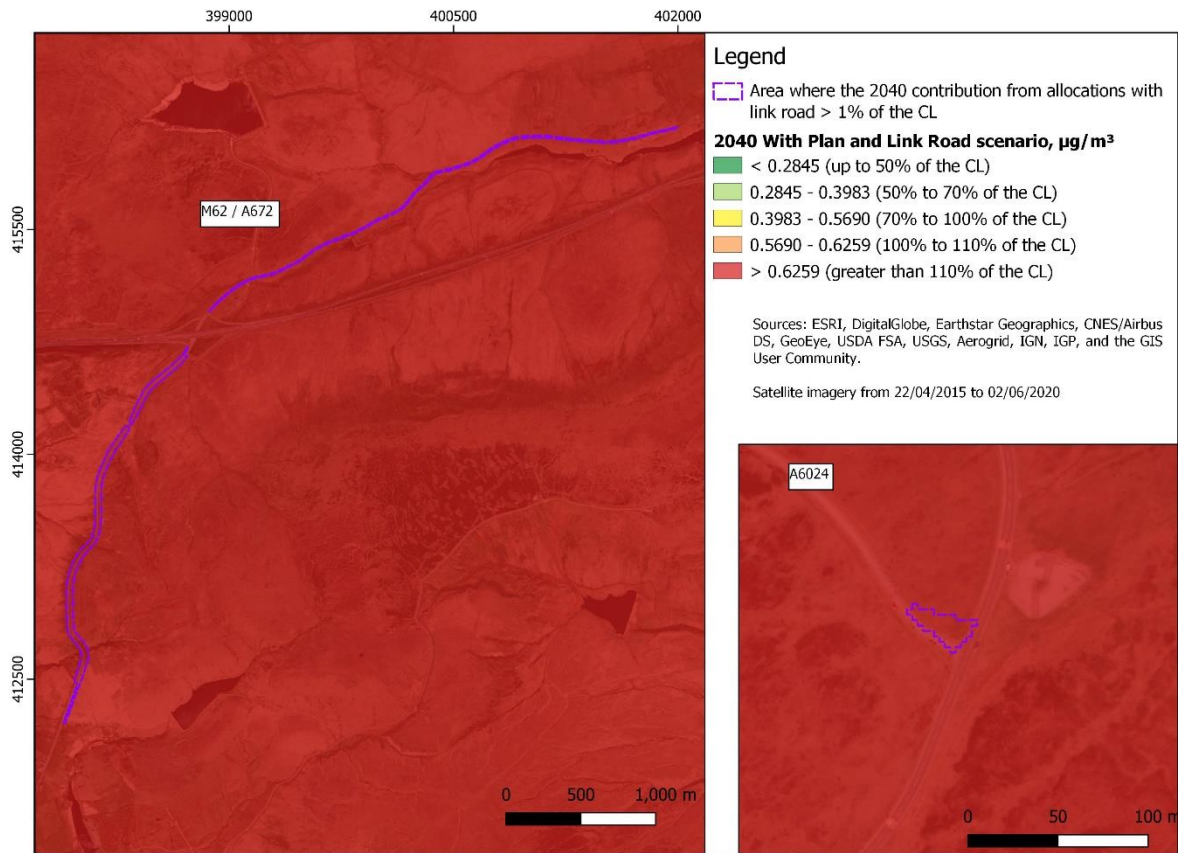 399000 400500 402000
415500
414000
412500
M62 / A672
0 500 1,000 m
Legend
Area where the 2040 contribution from allocations with
link road > 1% of the CL
2040 With Plan and Link Road scenario, µg/m³
< 0.2845 (up to 50% of the CL)
0.2845 - 0.3983 (50% to 70% of the CL)
0.3983 - 0.5690 (70% to 100% of the CL)
0.5690 - 0.6259 (100% to 110% of the CL)
> 0.6259 (greater than 110% of the CL)
Sources: ESRI, DigitalGlobe, Earthstar Geographics, CNES/Airbus
DS, GeoEye, USDA FSA, USGS, Aerogrid, IGN, IGP, and the GIS
User Community.
Satellite imagery from 22/04/2015 to 02/06/2020
A6024
0 50 100 m